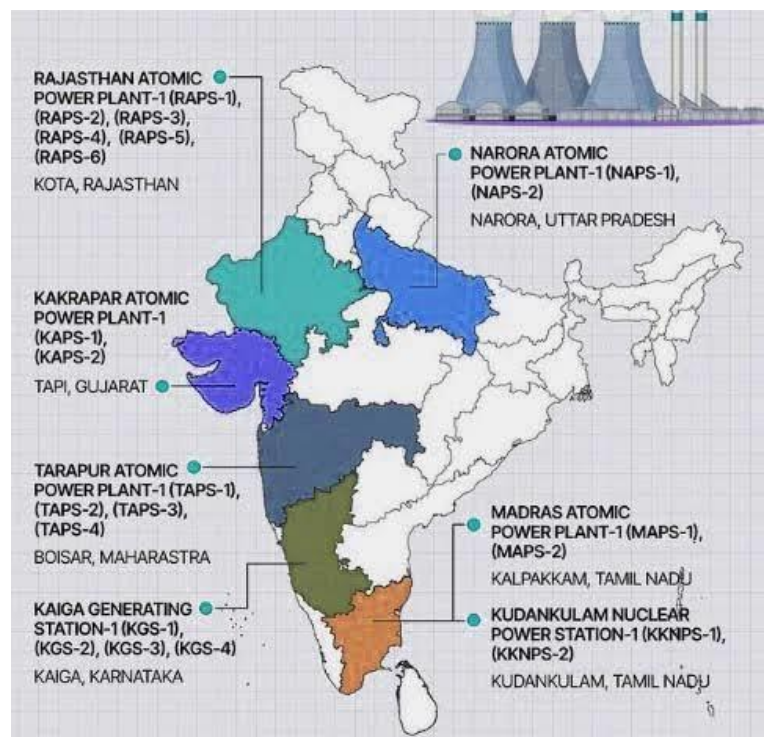 RAJASTHAN ATOMIC
POWER PLANT-1 (RAPS-1),
(RAPS-2), (RAPS-3),
(RAPS-4), (RAPS-5),
(RAPS-6)
KOTA, RAJASTHAN
NARORA ATOMIC
POWER PLANT-1 (NAPS-1),
(NAPS-2)
NARORA, UTTAR PRADESH
KAKRAPAR ATOMIC
POWER PLANT-1
(KAPS-1),
(KAPS-2)
TAPI, GUJARAT
TARAPUR ATOMIC
POWER PLANT-1 (TAPS-1),
(TAPS-2), (TAPS-3),
(TAPS-4)
BOISAR, MAHARASTRA
MADRAS ATOMIC
POWER PLANT-1 (MAPS-1),
(MAPS-2)
KALPAKKAM, TAMIL NADU
KAIGA GENERATING
STATION-1 (KGS-1),
(KGS-2), (KGS-3), (KGS-4)
KAIGA, KARNATAKA
KUDANKULAM NUCLEAR
POWER STATION-1 (KKNPS-1),
(KKNPS-2)
KUDANKULAM, TAMIL NADU